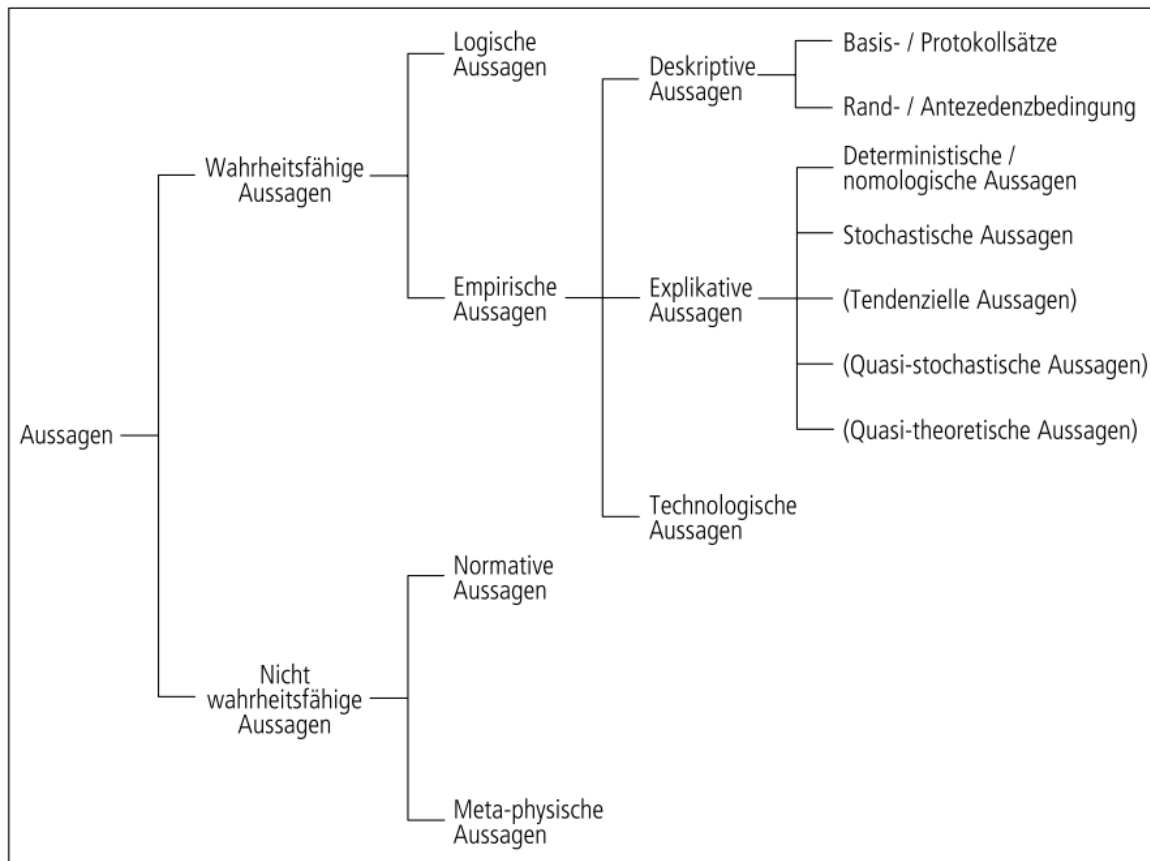 Aussagen
Wahrheitsfähige
Aussagen
Logische
Aussagen
Empirische
Aussagen
Deskriptive
Aussagen
Basis- / Protokollsätze
Rand- / Antezedenzbedingung
Explikative
Aussagen
Deterministische /
nomologische Aussagen
Stochastische Aussagen
(Tendenzielle Aussagen)
(Quasi-stochastische Aussagen)
(Quasi-theoretische Aussagen)
Technologische
Aussagen
Nicht
wahrheitsfähige
Aussagen
Normative
Aussagen
Meta-physische
Aussagen